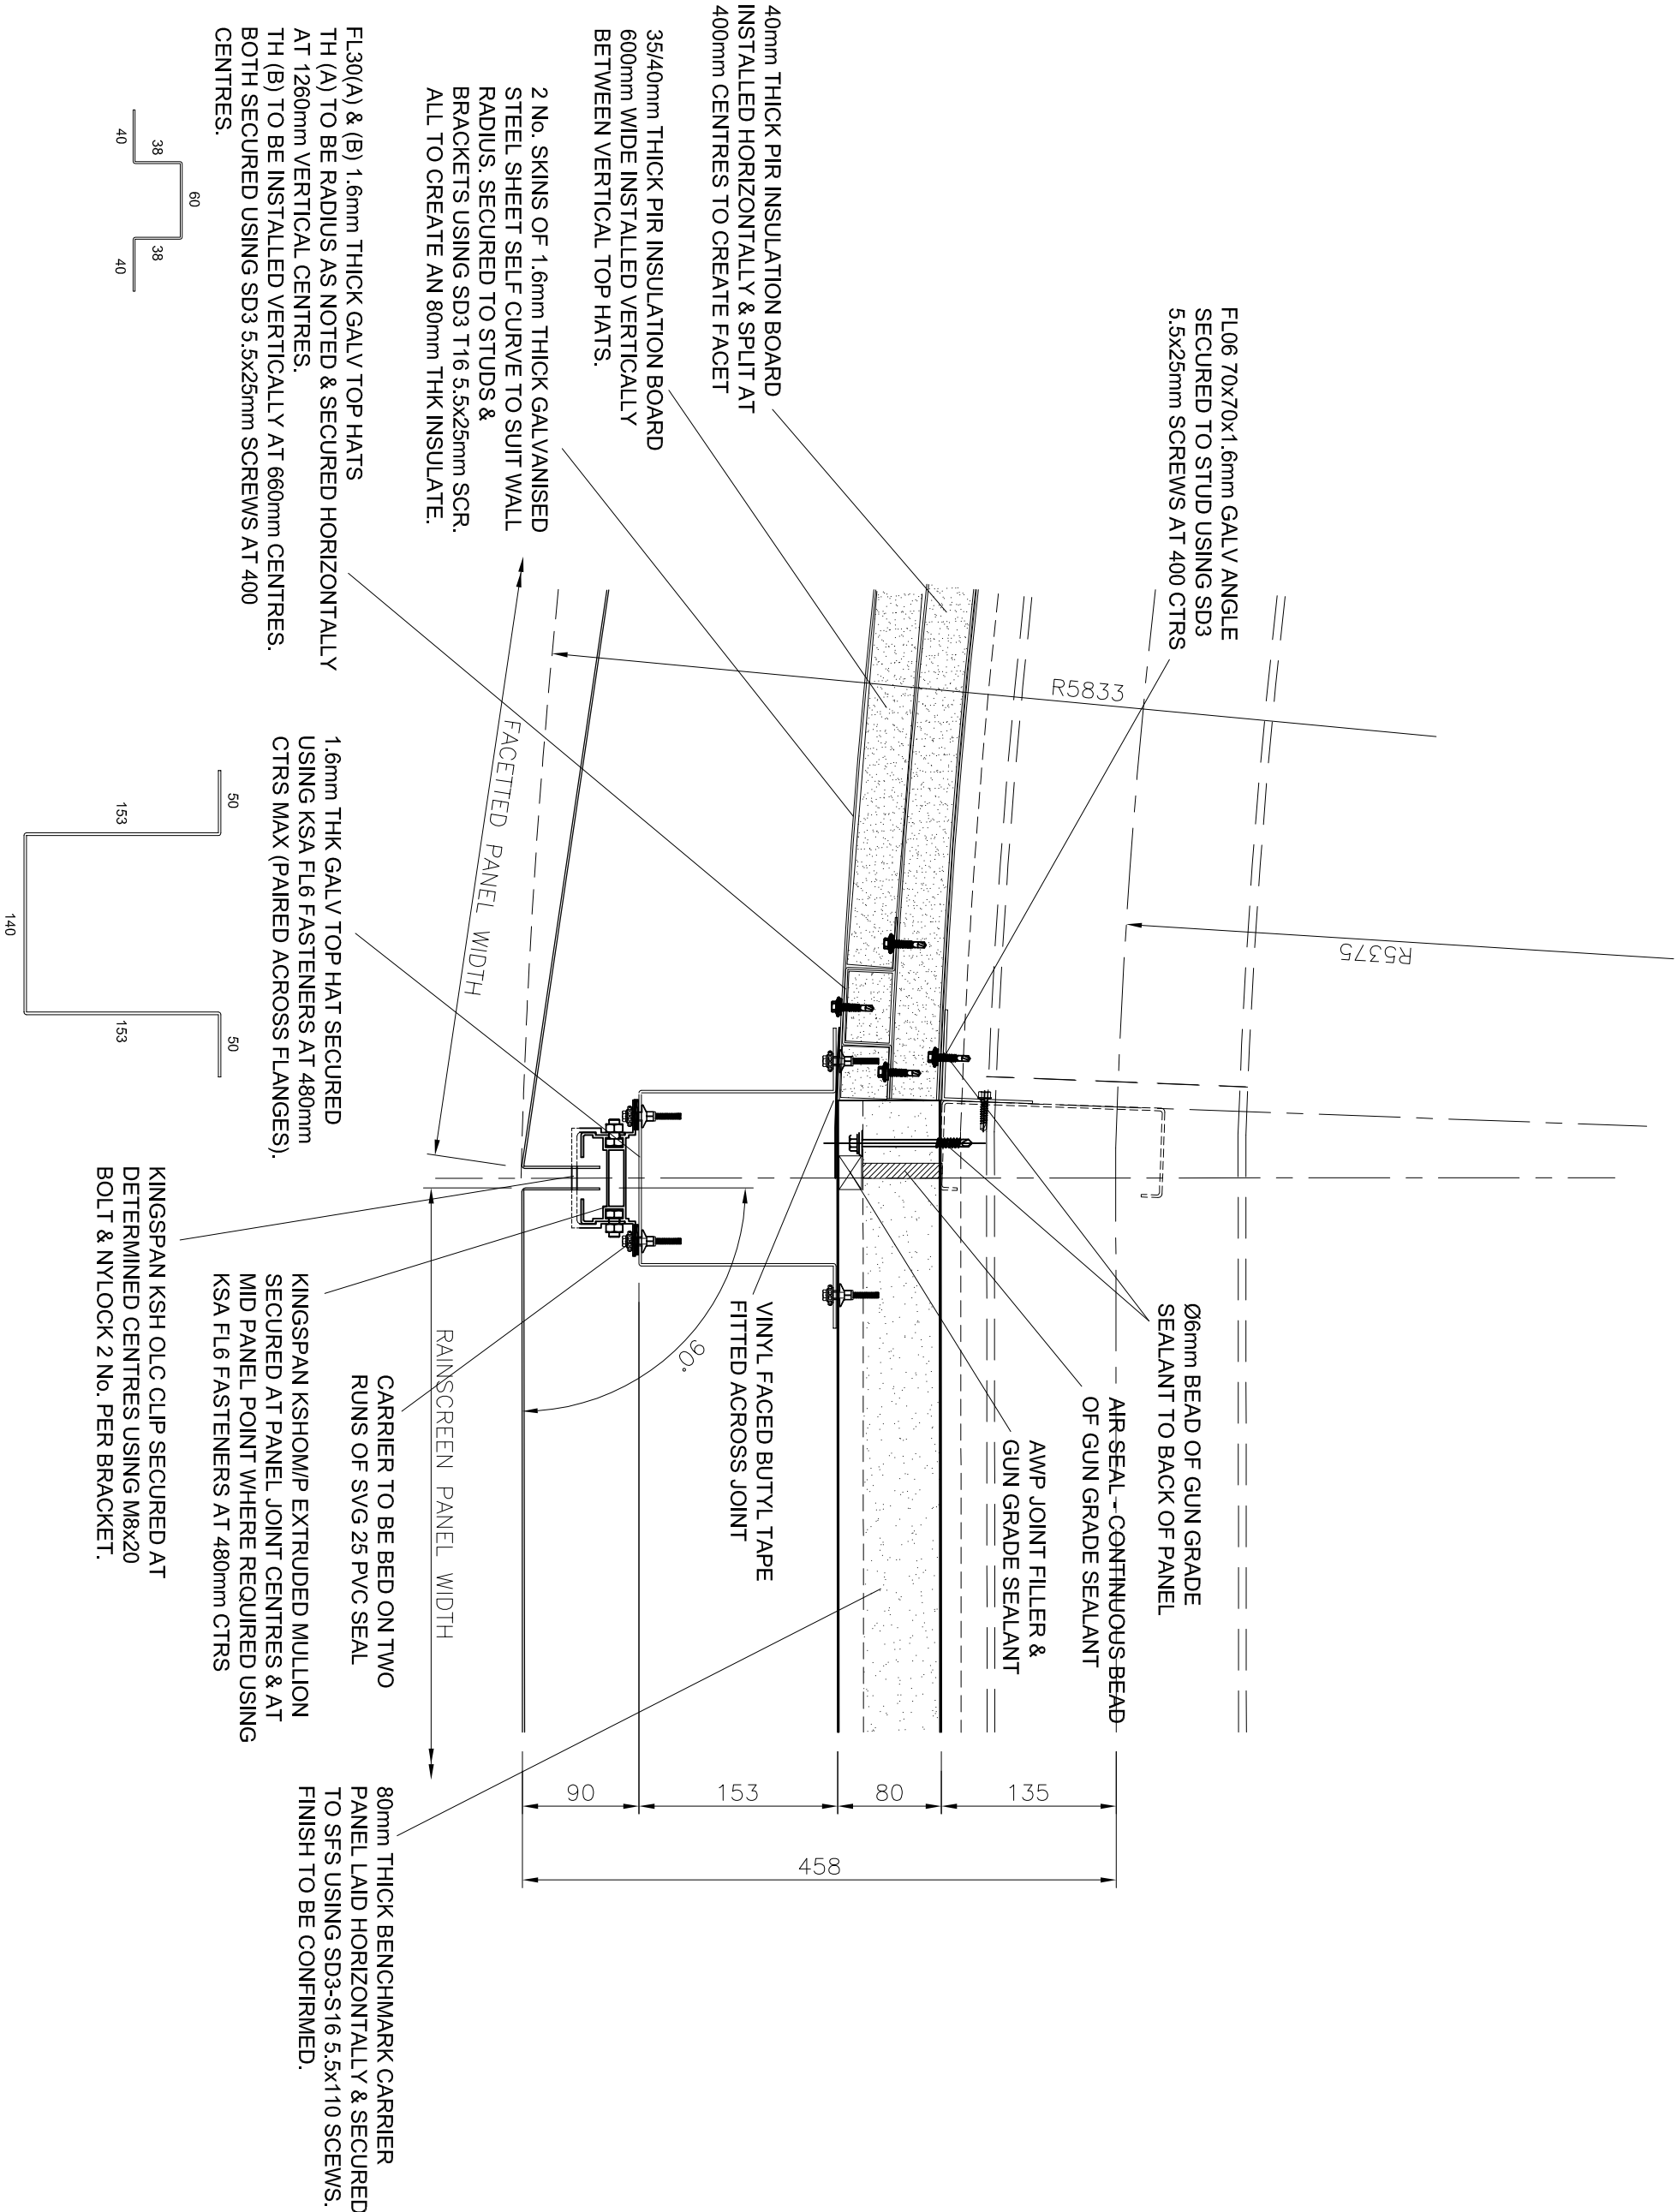 40mm THICK PIR INSULATION BOARD
INSTALLED HORIZONTALLY & SPLIT AT
400mm CENTRES TO CREATE FACET
35/40mm THICK PIR INSULATION BOARD
600mm WIDE INSTALLED VERTICALLY
BETWEEN VERTICAL TOP HATS.
2 No. SKINS OF 1.6mm THICK GALVANISED
STEEL SHEET SELF CURVE TO SUIT WALL
RADIUS. SECURED TO STUDS &
BRACKETS USING SD3 T16 5.5x25mm SCR.
ALL TO CREATE AN 80mm THK INSULATE.
FL30(A) & (B) 1.6mm THICK GALV TOP HATS
TH (A) TO BE RADIUS AS NOTED & SECURED HORIZONTALLY
AT 1260mm VERTICAL CENTRES.
TH (B) TO BE INSTALLED VERTICALLY AT 660mm CENTRES.
BOTH SECURED USING SD3 5.5x25mm SCREWS AT 400
CENTRES.
40
38
60
38
40
FL06 70x70x1.6mm GALV ANGLE
SECURED TO STUD USING SD3
5.5x25mm SCREWS AT 400 CTRS
R5833
R5375
FACETTED PANEL WIDTH
1.6mm THK GALV TOP HAT SECURED
USING KSA FL6 FASTENERS AT 480mm
CTRS MAX (PAIRED ACROSS FLANGES).
50
153
140
153
50
KINGSPAN KSH OLC CLIP SECURED AT
DETERMINED CENTRES USING M8x20
BOLT & NYLOCK 2 No. PER BRACKET.
KINGSPAN KSHOM/P EXTRUDED MULLION
SECURED AT PANEL JOINT CENTRES & AT
MID PANEL POINT WHERE REQUIRED USING
KSA FL6 FASTENERS AT 480mm CTRS
CARRIER TO BE BED ON TWO
RUNS OF SVG 25 PVC SEAL
RAINSCREEN PANEL WIDTH
90°
VINYL FACED BUTYL TAPE
FITTED ACROSS JOINT
AWP JOINT FILLER &
GUN GRADE SEALANT
AIR SEAL - CONTINUOUS BEAD
OF GUN GRADE SEALANT
Ø6mm BEAD OF GUN GRADE
SEALANT TO BACK OF PANEL
80mm THICK BENCHMARK CARRIER
PANEL LAID HORIZONTALLY & SECURED
TO SFS USING SD3-S16 5.5x110 SCEWS.
FINISH TO BE CONFIRMED.
90
153
80
135
458